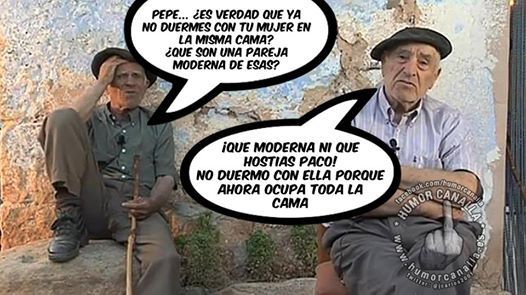 PEPE... ¿ES VERDAD QUE YA
NO DUERMES CON TU MUJER EN
LA MISMA CAMA?
¿QUE SON UNA PAREJA
MODERNA DE ESAS?
¡QUE MODERNA NI QUE
HOSTIAS PACO!
NO DUERMO CON ELLA PORQUE
AHORA OCUPA TODA LA
CAMA
HUMOR CANALLA
www.humorcanalla.es